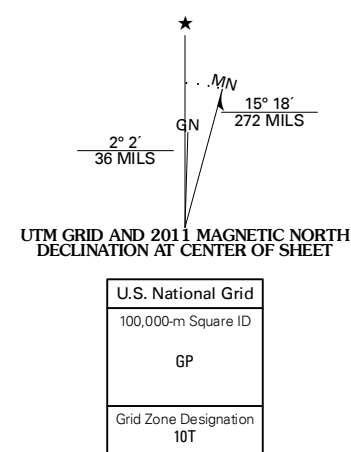 MN
15° 18´
272 MILS
GN
2° 2´
36 MILS
UTM GRID AND 2011 MAGNETIC NORTH
DECLINATION AT CENTER OF SHEET
U.S. National Grid
100,000-m Square ID
GP
Grid Zone Designation
10T